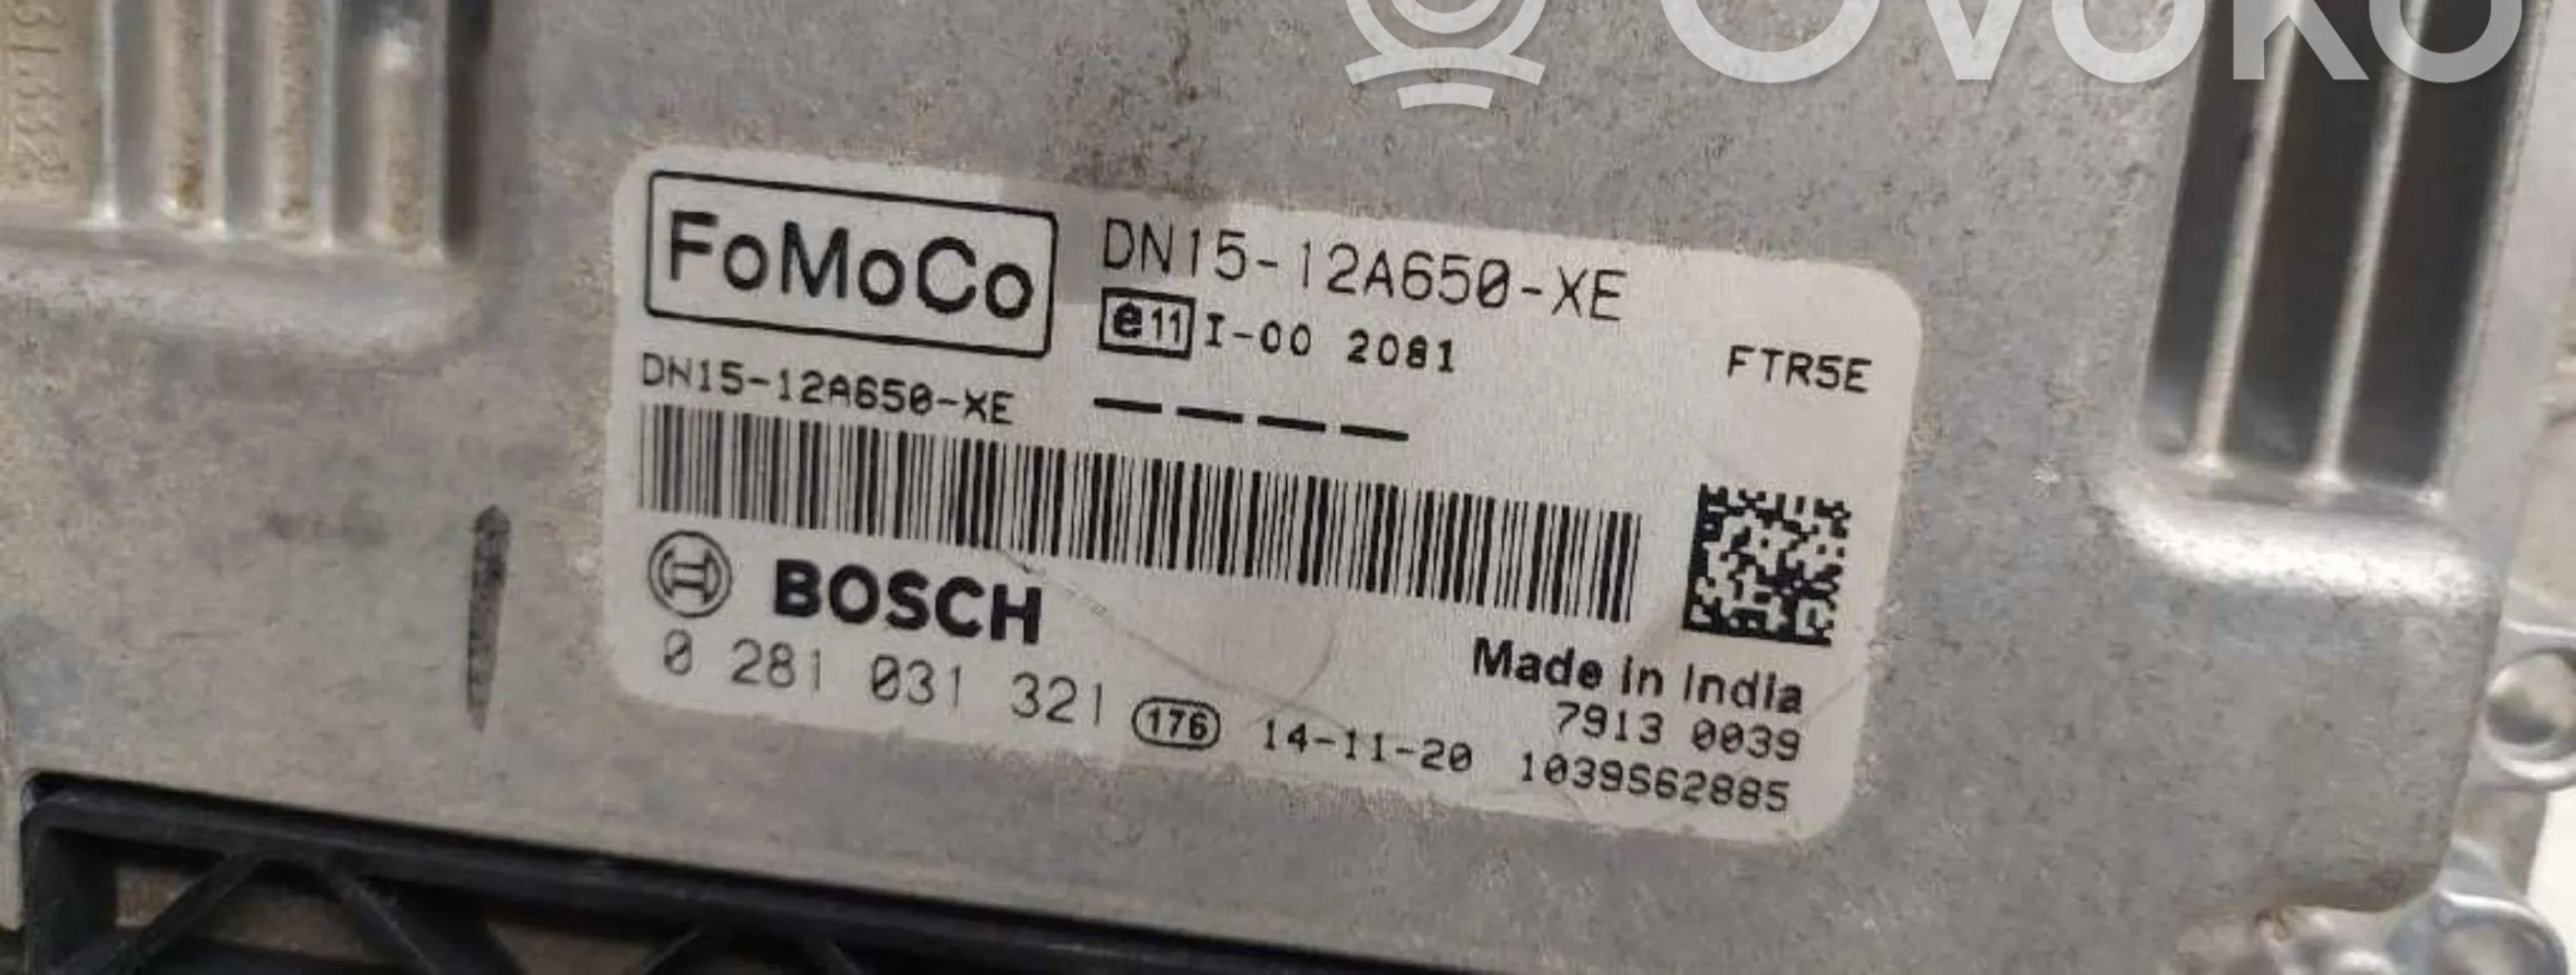 Ovoko
FoMoCo
DN15-12A650-XE
e11 I-00 2081
FTR5E
DN15-12A650-XE
BOSCH
0 281 031 321
176
14-11-20
Made in India
7913 0039
1039S62885